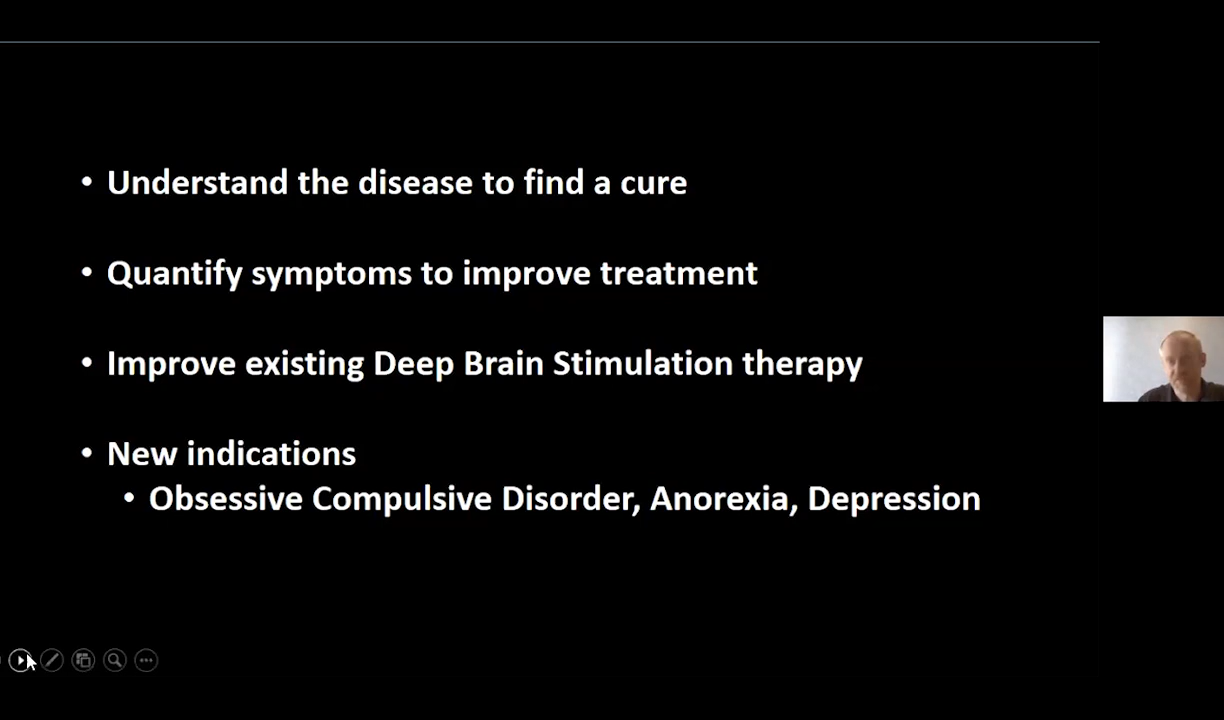 • Understand the disease to find a cure
• Quantify symptoms to improve treatment
• Improve existing Deep Brain Stimulation therapy
• New indications
• Obsessive Compulsive Disorder, Anorexia, Depression